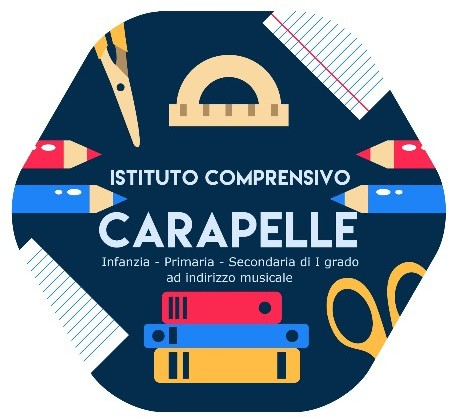 ISTITUTO COMPRENSIVO
CARAPELLE
Infanzia - Primaria - Secondaria di I grado
ad indirizzo musicale